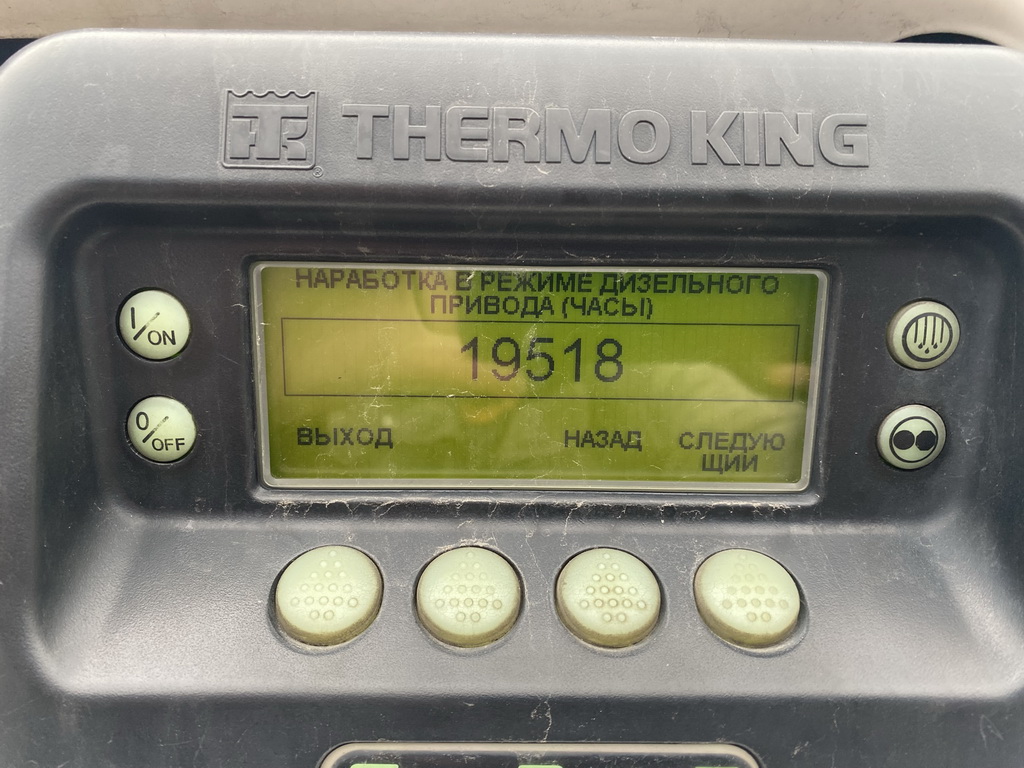 THERMO KING
НАРАБОТКА В РЕЖИМЕ ДИЗЕЛЬНОГО
ПРИВОДА (ЧАСЫ)
I/ON
19518
0/OFF
ВЫХОД НАЗАД СЛЕДУЮ
ЩИЙ